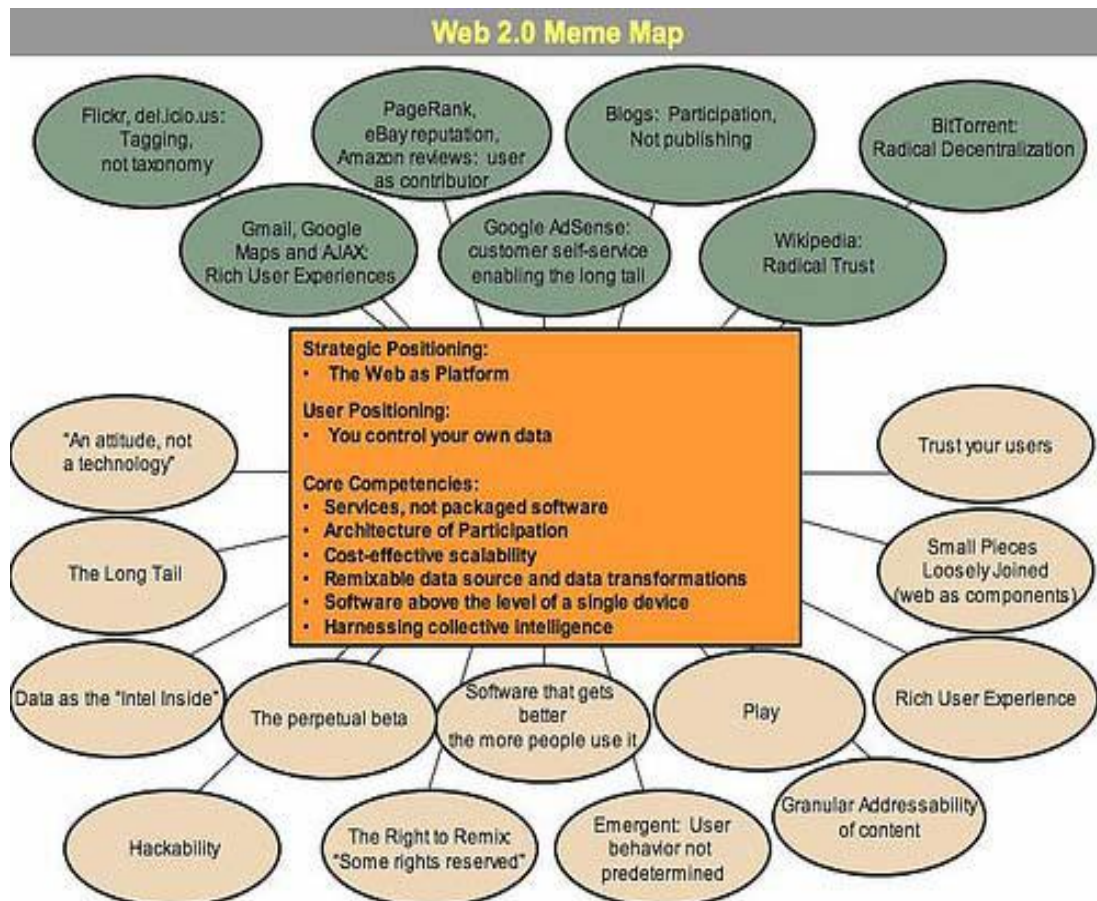 Web 2.0 Meme Map
Flickr, del.icio.us:
Tagging,
not taxonomy
PageRank,
eBay reputation,
Amazon reviews: user
as contributor
Blogs: Participation,
Not publishing
BitTorrent:
Radical Decentralization
Gmail, Google
Maps and AJAX:
Rich User Experiences
Google AdSense:
customer self-service
enabling the long tail
Wikipedia:
Radical Trust
Strategic Positioning:
• The Web as Platform
User Positioning:
• You control your own data
Core Competencies:
• Services, not packaged software
• Architecture of Participation
• Cost-effective scalability
• Remixable data source and data transformations
• Software above the level of a single device
• Harnessing collective intelligence
"An attitude, not
a technology"
Trust your users
The Long Tail
Small Pieces
Loosely Joined
(web as components)
Data as the "Intel Inside"
The perpetual beta
Software that gets
better
the more people use it
Play
Rich User Experience
Hackability
The Right to Remix:
"Some rights reserved"
Emergent: User
behavior not
predetermined
Granular Addressability
of content